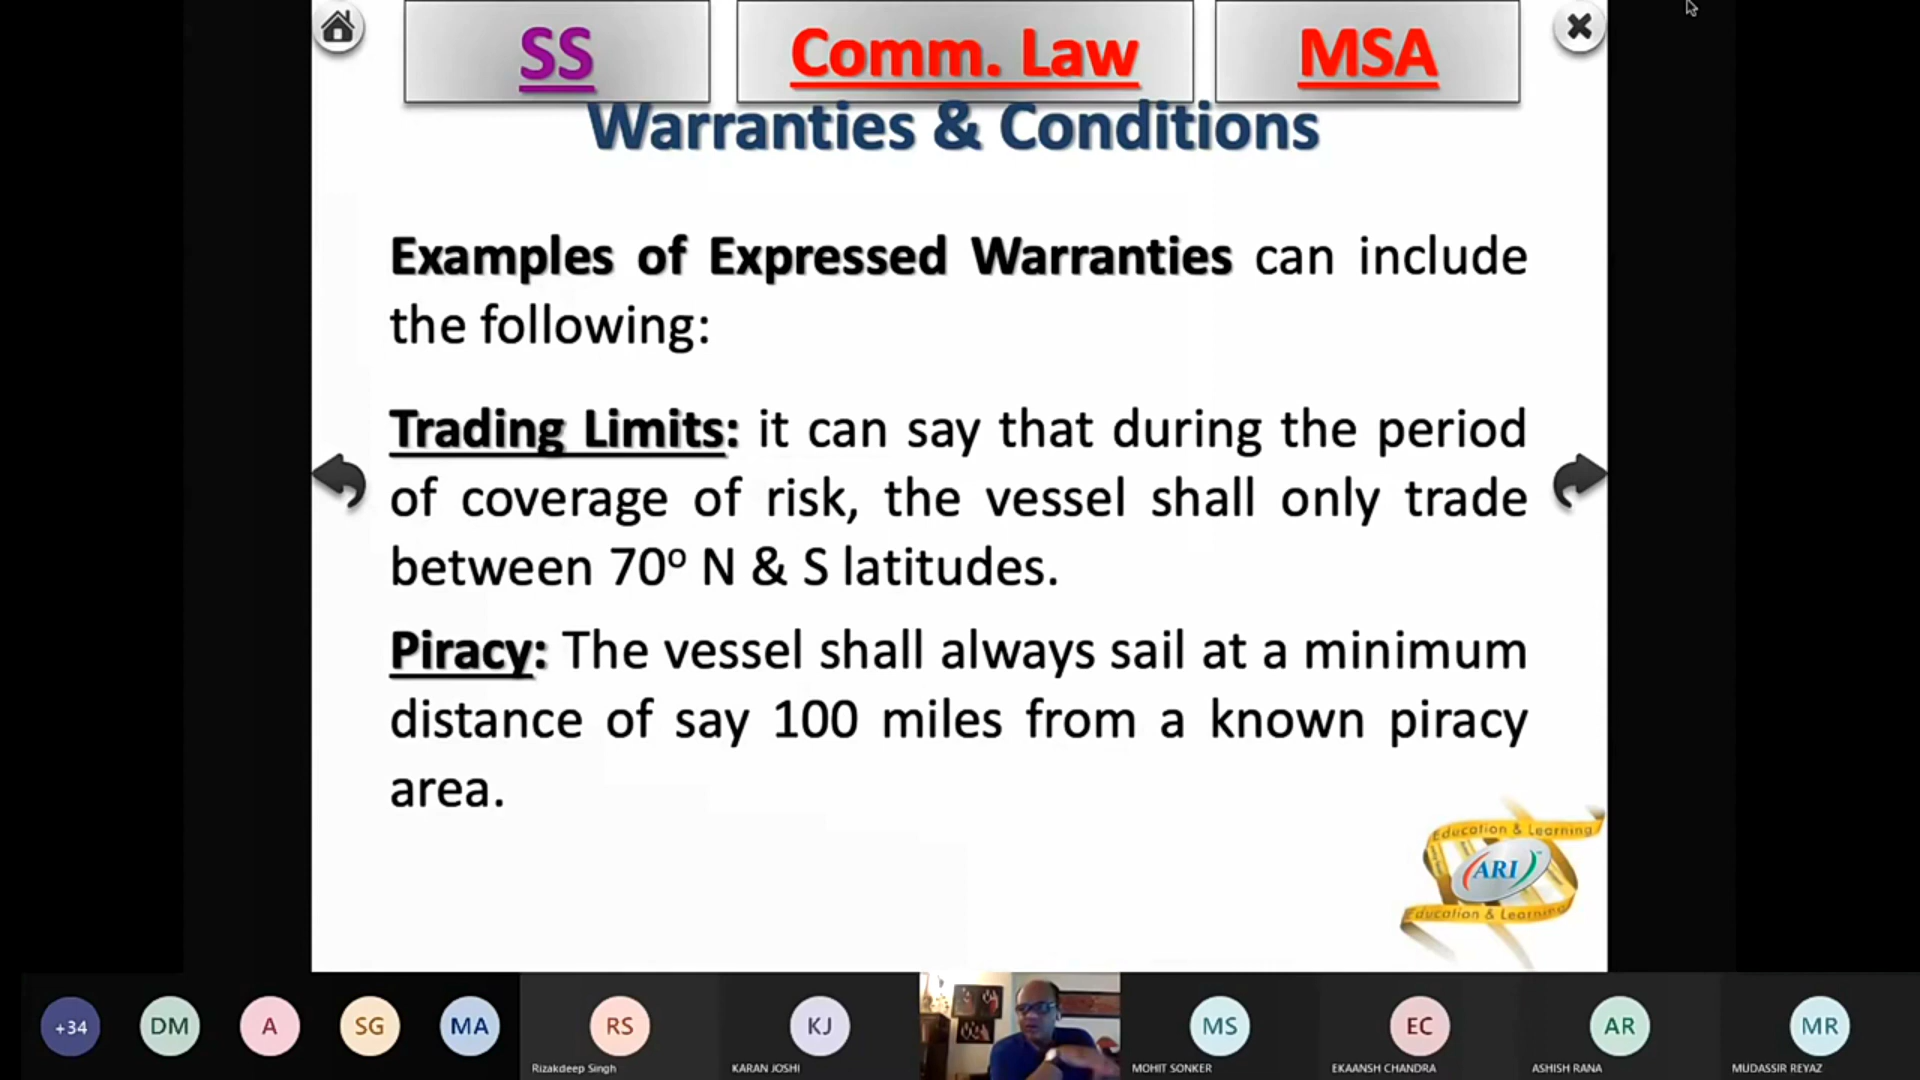 SS
Comm. Law
MSA
Warranties & Conditions
Examples of Expressed Warranties can include
the following:
Trading Limits: it can say that during the period
of coverage of risk, the vessel shall only trade
between 70º N & S latitudes.
Piracy: The vessel shall always sail at a minimum
distance of say 100 miles from a known piracy
area.
Education & Learning
(ARI)
Education & Learning
+34
DM
A
SG
MA
RS
KJ
MS
EC
AR
MR
Rizakdeep Singh
KARAN JOSHI
MOHIT SONKER
EKAANSH CHANDRA
ASHISH RANA
MUDASSIR REYAZ